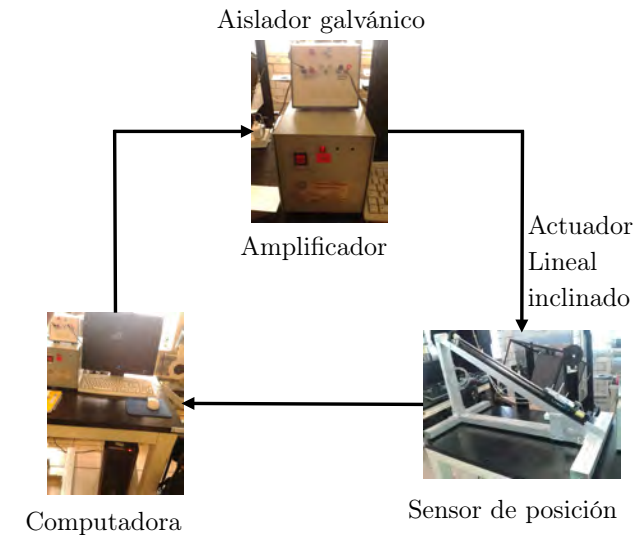 Aislador galvánico
Amplificador
Actuador
Lineal
inclinado
Sensor de posición
Computadora